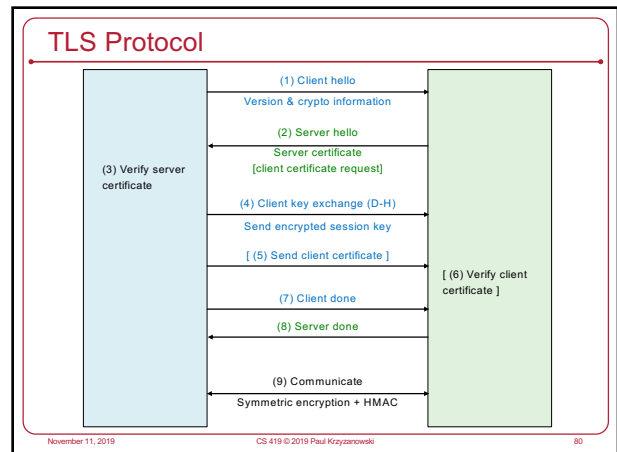 TLS Protocol
(1) Client hello
Version & crypto information
(2) Server hello
Server certificate
[client certificate request]
(3) Verify server
certificate
(4) Client key exchange (D-H)
Send encrypted session key
[ (5) Send client certificate ]
[ (6) Verify client
certificate ]
(7) Client done
(8) Server done
(9) Communicate
Symmetric encryption + HMAC
November 11, 2019
CS 419 © 2019 Paul Krzyzanowski
80